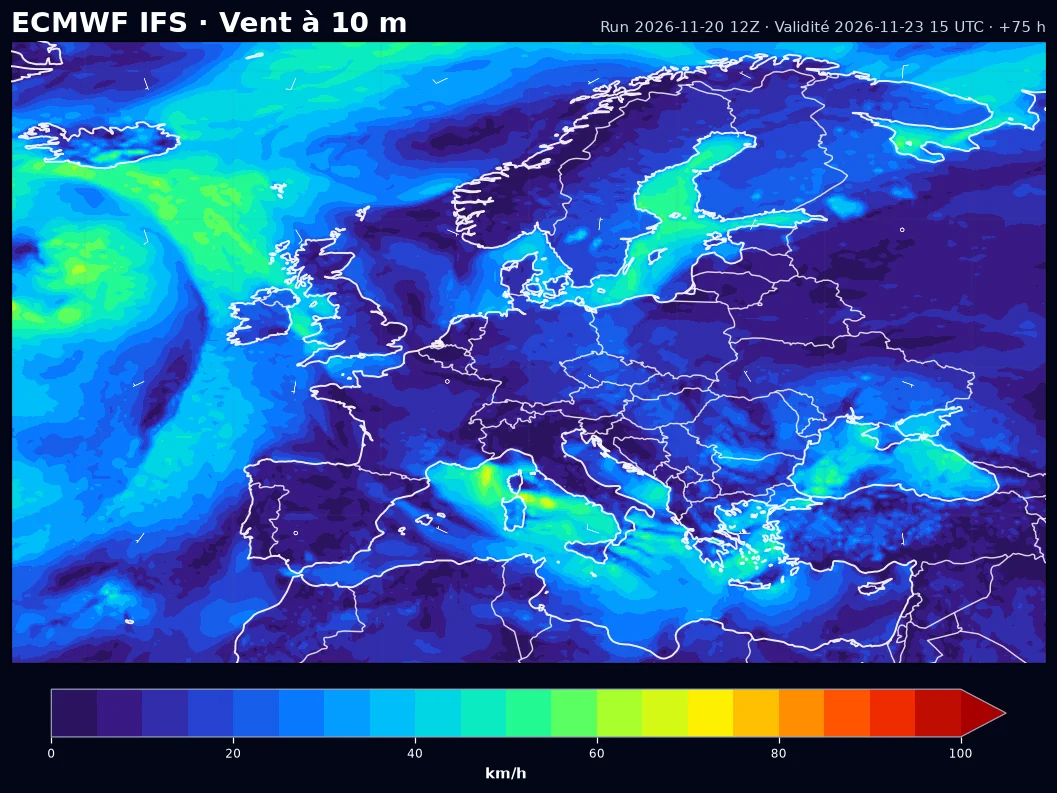 ECMWF IFS · Vent à 10 m
Run 2026-11-20 12Z · Validité 2026-11-23 15 UTC · +75 h
0 20 40 60 80 100
km/h